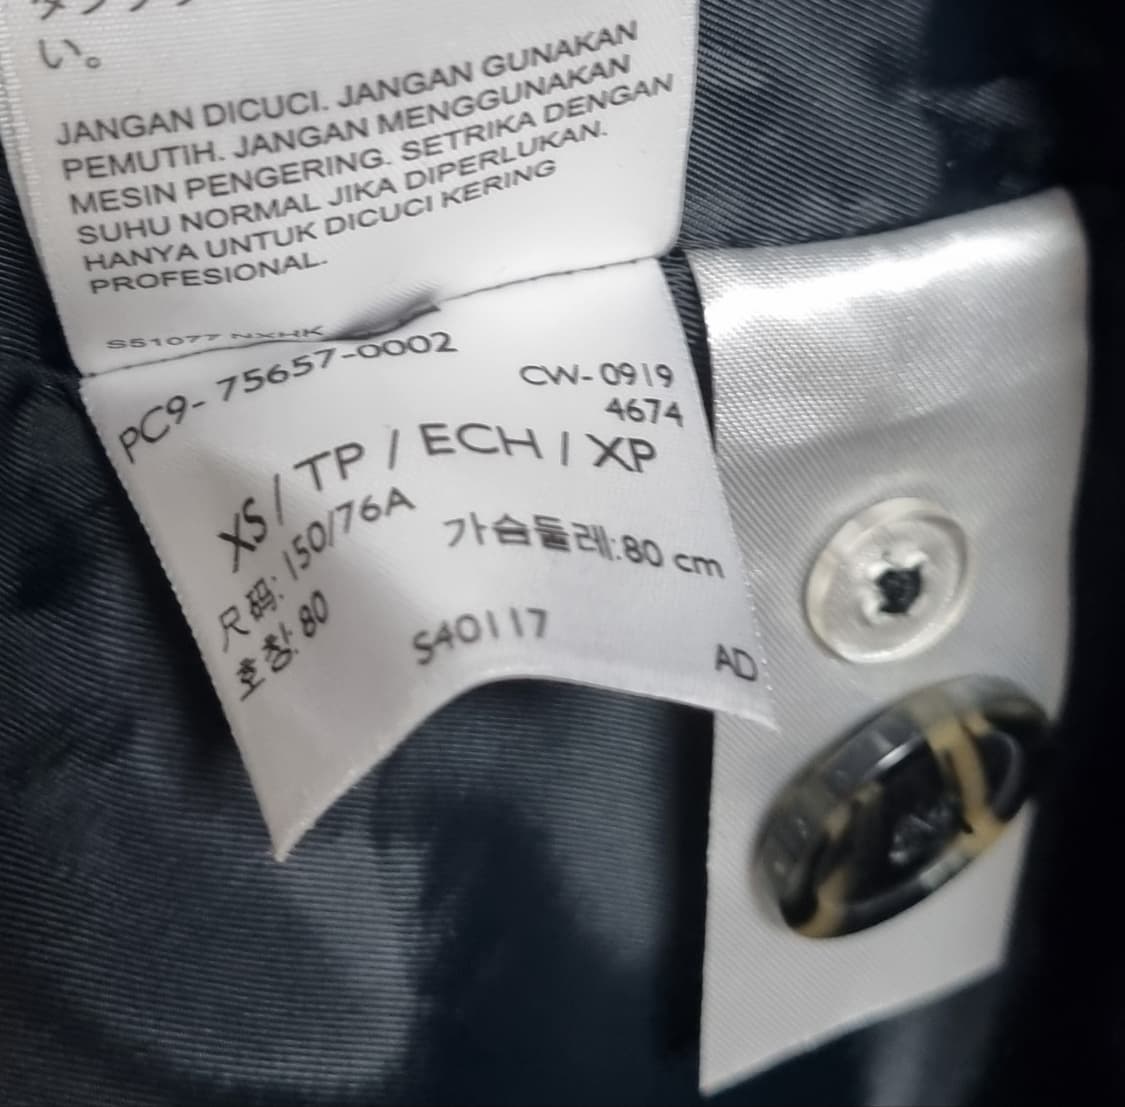 い。
JANGAN DICUCI. JANGAN GUNAKAN
PEMUTIH. JANGAN MENGGUNAKAN
MESIN PENGERING. SETRIKA DENGAN
SUHU NORMAL JIKA DIPERLUKAN.
HANYA UNTUK DICUCI KERING
PROFESIONAL.
S51077 NXHK
PC9-75657-0002
CW-0919
4674
XS / TP / ECH / XP
尺码: 150/76A
호칭: 80
가슴둘레:80 cm
S40117
AD